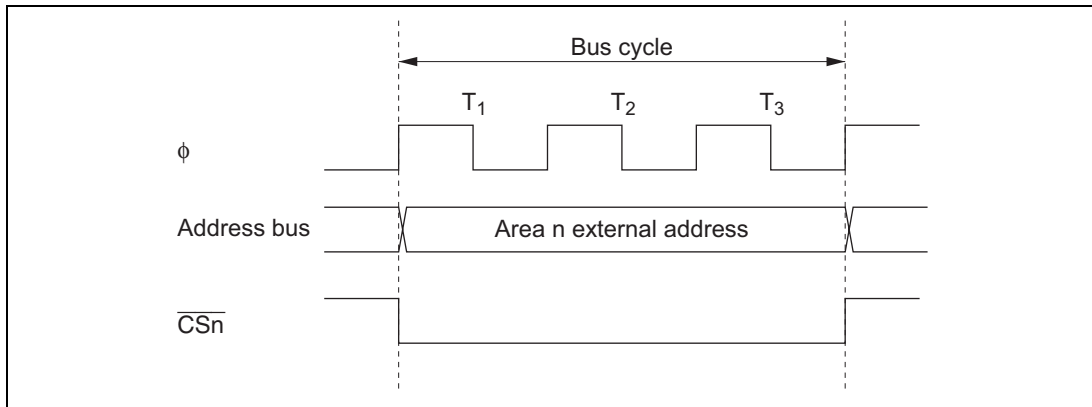 Bus cycle
T1 T2 T3
ϕ
Address bus Area n external address
CSn